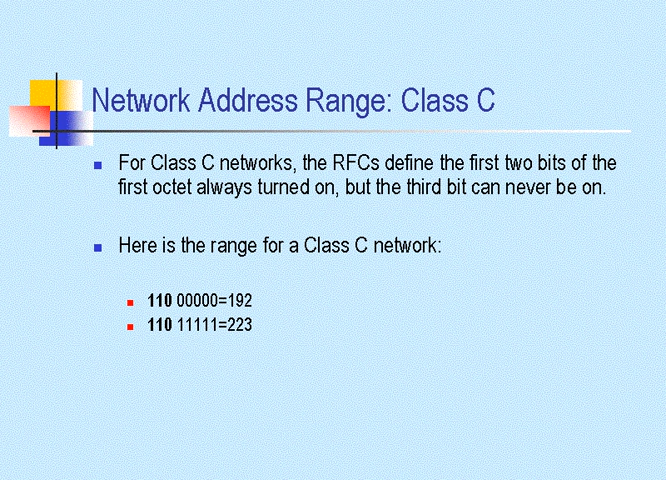 Network Address Range: Class C
For Class C networks, the RFCs define the first two bits of the
first octet always turned on, but the third bit can never be on.
Here is the range for a Class C network:
110 00000=192
110 11111=223